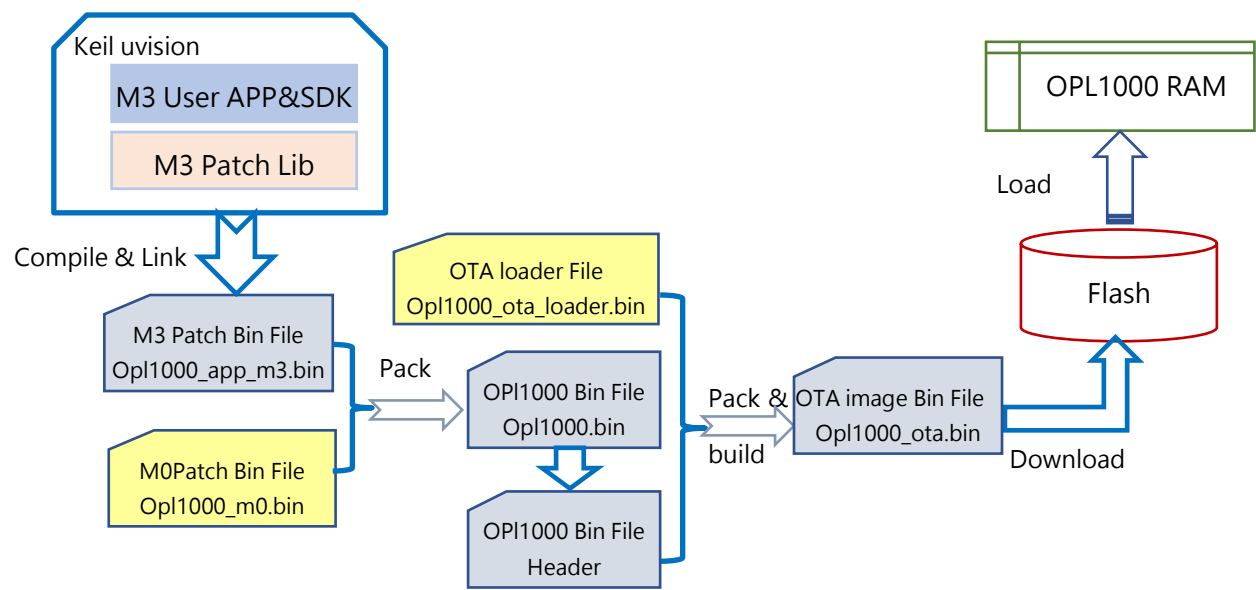 Keil uvision
M3 User APP&SDK
M3 Patch Lib
Compile & Link
M3 Patch Bin File
Opl1000_app_m3.bin
M0Patch Bin File
Opl1000_m0.bin
Pack
OTA loader File
Opl1000_ota_loader.bin
OPl1000 Bin File
Opl1000.bin
OPl1000 Bin File
Header
Pack &
build
OTA image Bin File
Opl1000_ota.bin
Download
Flash
Load
OPL1000 RAM